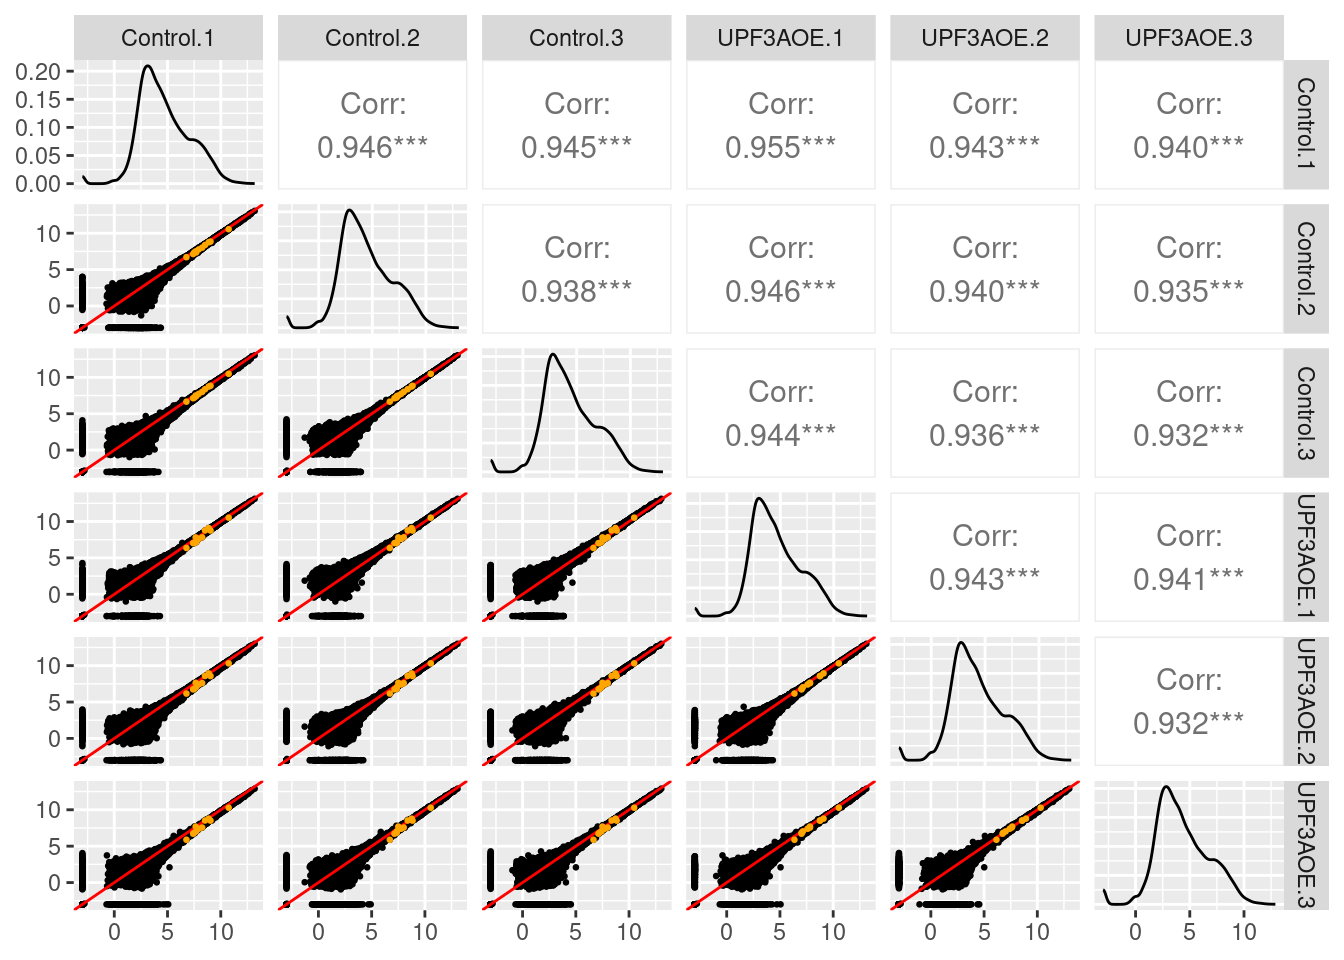 Control.1 Control.2 Control.3 UPF3AOE.1 UPF3AOE.2 UPF3AOE.3
0.20
0.15
0.10
0.05
0.00
Corr:
0.946***
Corr:
0.945***
Corr:
0.955***
Corr:
0.943***
Corr:
0.940***
Control.1
10
5
0
Corr:
0.938***
Corr:
0.946***
Corr:
0.940***
Corr:
0.935***
Control.2
10
5
0
Corr:
0.944***
Corr:
0.936***
Corr:
0.932***
Control.3
10
5
0
Corr:
0.943***
Corr:
0.941***
UPF3AOE.1
10
5
0
Corr:
0.932***
UPF3AOE.2
10
5
0
UPF3AOE.3
0 5 10 0 5 10 0 5 10 0 5 10 0 5 10 0 5 10